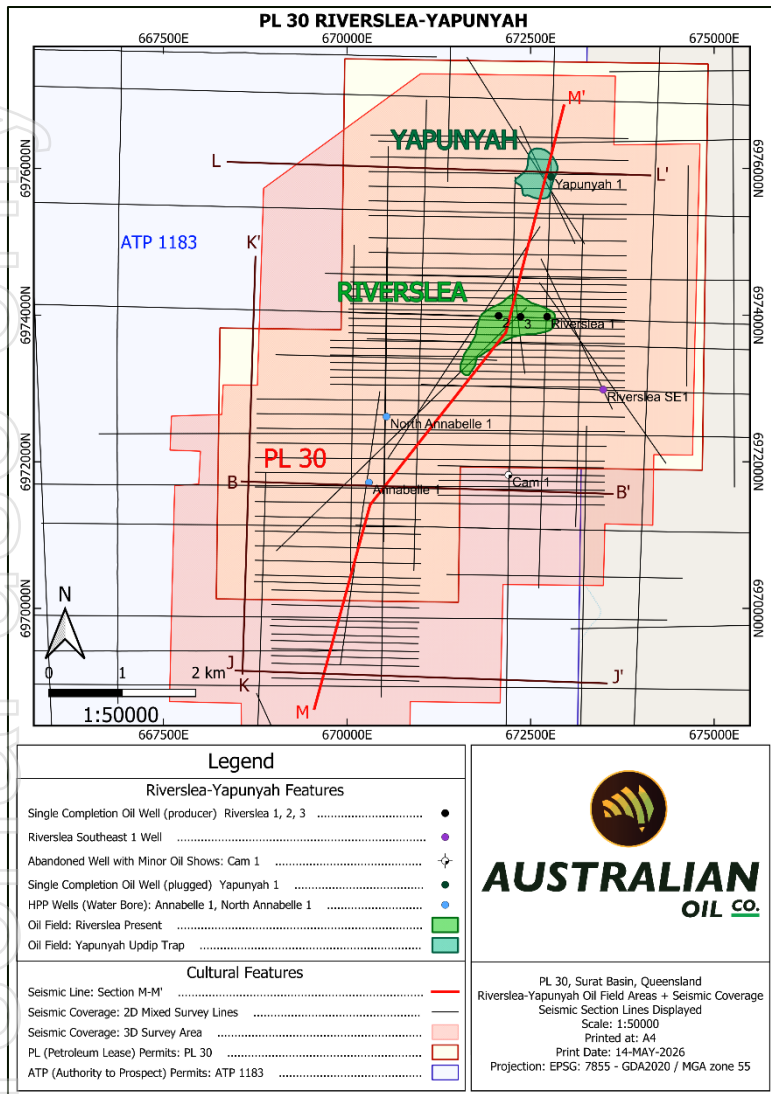 PL 30 RIVERSLEA-YAPUNYAH
667500E 670000E 672500E 675000E
M'
YAPUNYAH
L L'
Yapunyah 1
6976000N 6976000N
ATP 1183
K'
RIVERSLEA
6974000N 6974000N
2 3 Riverslea 1
Riverslea SE1
North Annabelle 1
PL 30
6972000N 6972000N
B Annabelle 1 Cam 1 B'
6970000N 6970000N
N
J J'
K
M
0 1 2 km
1:50000
667500E 670000E 672500E 675000E
Legend
Riverslea-Yapunyah Features
Single Completion Oil Well (producer) Riverslea 1, 2, 3
Riverslea Southeast 1 Well
Abandoned Well with Minor Oil Shows: Cam 1
Single Completion Oil Well (plugged) Yapunyah 1
HPP Wells (Water Bore): Annabelle 1, North Annabelle 1
Oil Field: Riverslea Present
Oil Field: Yapunyah Updip Trap
Cultural Features
Seismic Line: Section M-M'
Seismic Coverage: 2D Mixed Survey Lines
Seismic Coverage: 3D Survey Area
PL (Petroleum Lease) Permits: PL 30
ATP (Authority to Prospect) Permits: ATP 1183
AUSTRALIAN
OIL CO.
PL 30, Surat Basin, Queensland
Riverslea-Yapunyah Oil Field Areas + Seismic Coverage
Seismic Section Lines Displayed
Scale: 1:50000
Printed at: A4
Print Date: 14-MAY-2026
Projection: EPSG: 7855 - GDA2020 / MGA zone 55